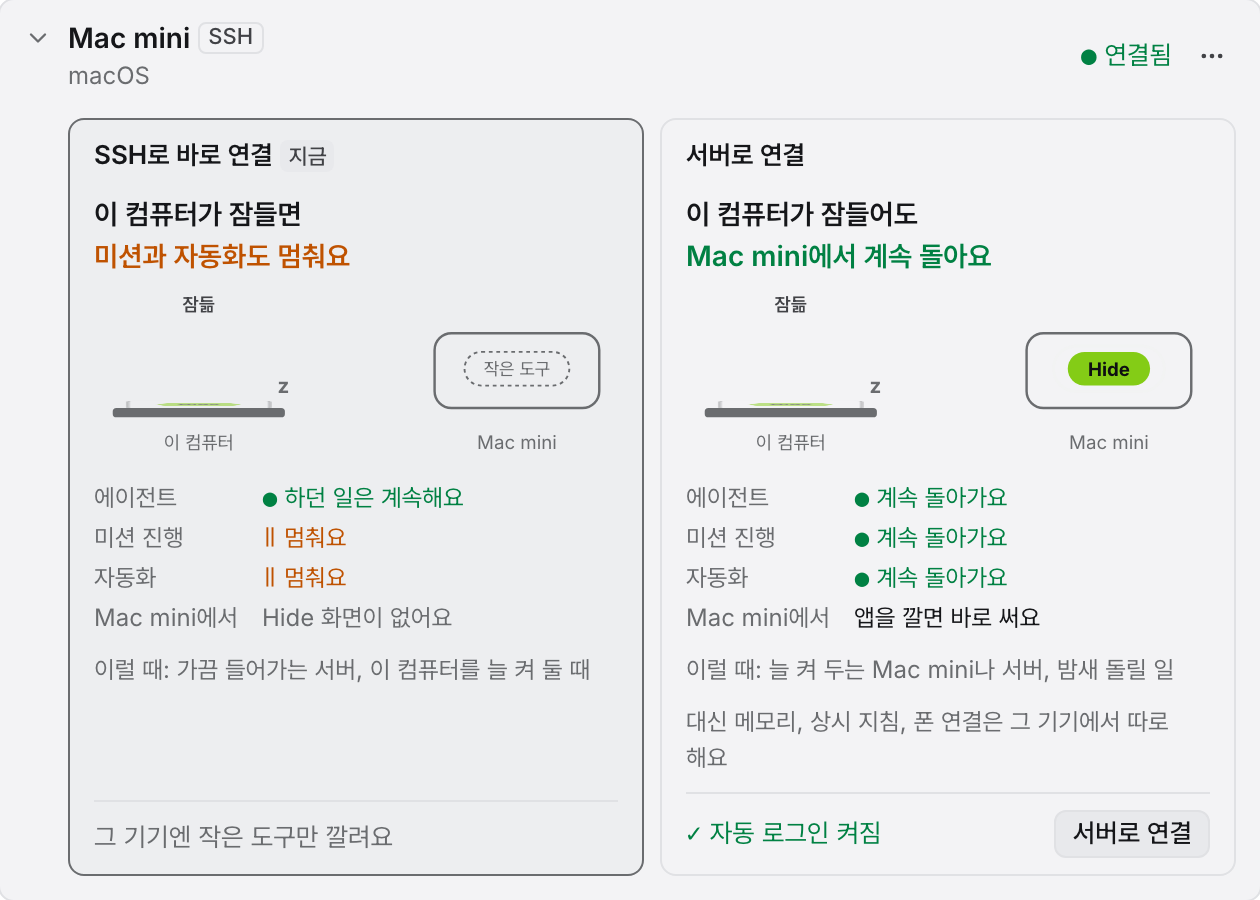 Mac mini SSH
macOS
연결됨
SSH로 바로 연결 지금
이 컴퓨터가 잠들면
미션과 자동화도 멈춰요
잠듦
z
작은 도구
이 컴퓨터
Mac mini
에이전트 하던 일은 계속해요
미션 진행 멈춰요
자동화 멈춰요
Mac mini에서 Hide 화면이 없어요
이럴 때: 가끔 들어가는 서버, 이 컴퓨터를 늘 켜 둘 때
그 기기엔 작은 도구만 깔려요
서버로 연결
이 컴퓨터가 잠들어도
Mac mini에서 계속 돌아요
잠듦
z
Hide
이 컴퓨터
Mac mini
에이전트 계속 돌아가요
미션 진행 계속 돌아가요
자동화 계속 돌아가요
Mac mini에서 앱을 깔면 바로 써요
이럴 때: 늘 켜 두는 Mac mini나 서버, 밤새 돌릴 일
대신 메모리, 상시 지침, 폰 연결은 그 기기에서 따로
해요
✓ 자동 로그인 켜짐
서버로 연결